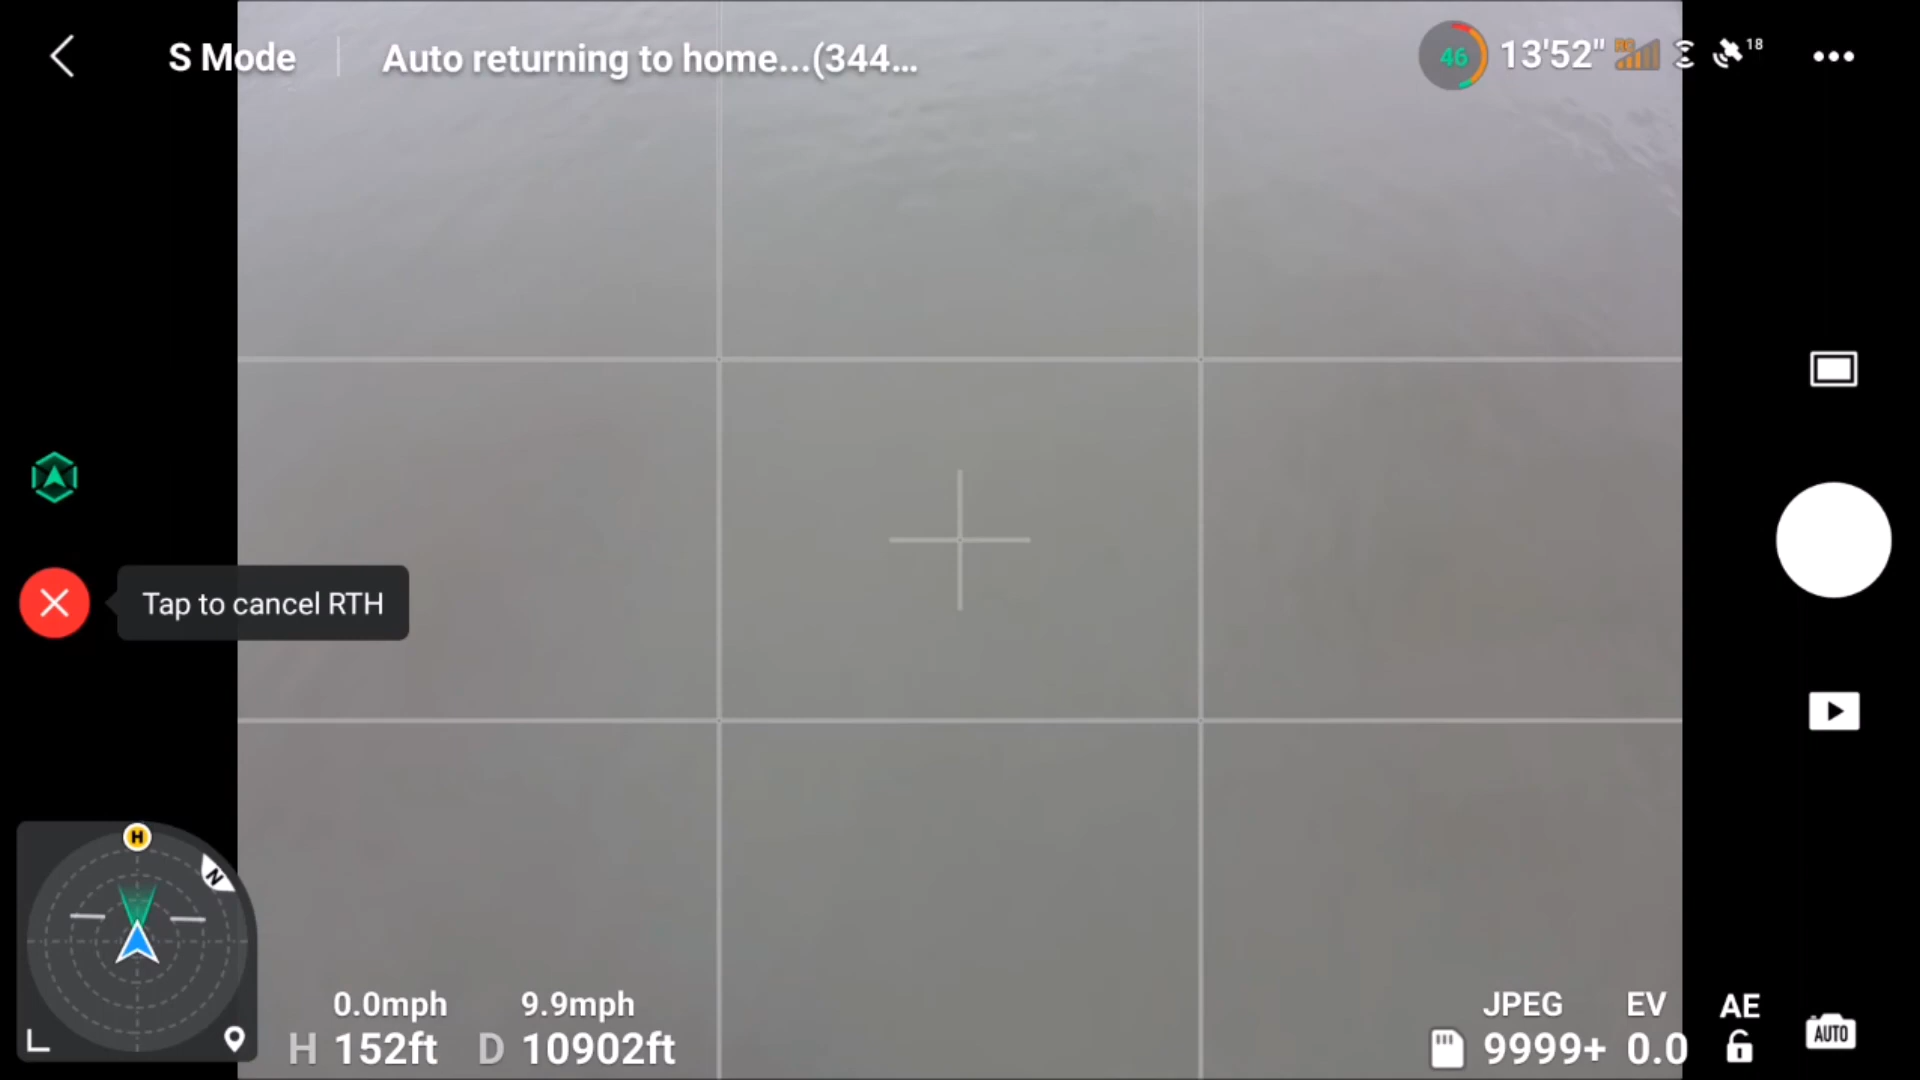 S Mode
Auto returning to home...(344...
46
13'52"
RC
18
Tap to cancel RTH
H
N
0.0mph
9.9mph
H 152ft
D 10902ft
JPEG
9999+
EV
0.0
AE
AUTO